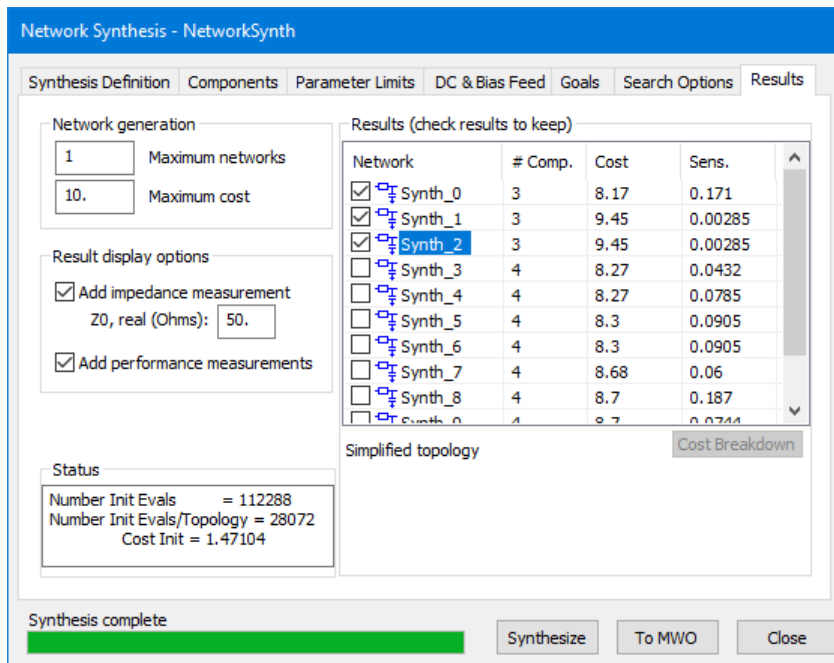 Network Synthesis - NetworkSynth
Synthesis Definition Components Parameter Limits DC & Bias Feed Goals Search Options Results
Network generation
1 Maximum networks
10. Maximum cost
Result display options
Add impedance measurement
Z0, real (Ohms): 50.
Add performance measurements
Status
Number Init Evals = 112288
Number Init Evals/Topology = 28072
Cost Init = 1.47104
Results (check results to keep)
Network # Comp. Cost Sens.
Synth_0 3 8.17 0.171
Synth_1 3 9.45 0.00285
Synth_2 3 9.45 0.00285
Synth_3 4 8.27 0.0432
Synth_4 4 8.27 0.0785
Synth_5 4 8.3 0.0905
Synth_6 4 8.3 0.0905
Synth_7 4 8.68 0.06
Synth_8 4 8.7 0.187
Synth_9 4 8.7 0.0744
Simplified topology
Cost Breakdown
Synthesis complete
Synthesize To MWO Close